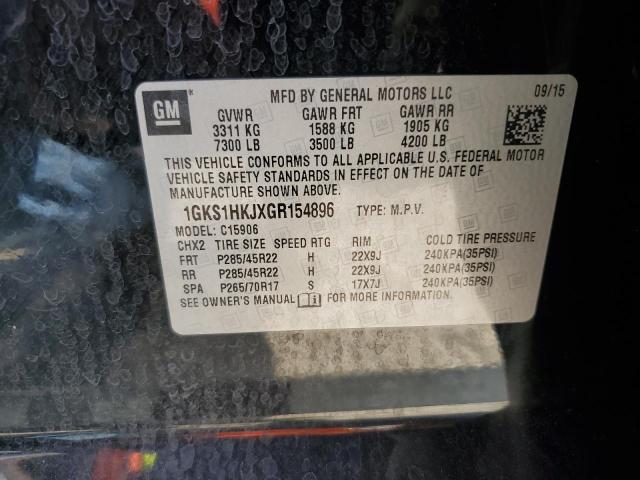 GM
MFD BY GENERAL MOTORS LLC 09/15
GVWR GAWR FRT GAWR RR
3311 KG 1588 KG 1905 KG
7300 LB 3500 LB 4200 LB
THIS VEHICLE CONFORMS TO ALL APPLICABLE U.S. FEDERAL MOTOR
VEHICLE SAFETY STANDARDS IN EFFECT ON THE DATE OF
MANUFACTURE SHOWN ABOVE.
1GKS1HKJXGR154896 TYPE: M.P.V.
MODEL: C15906
CHX2 TIRE SIZE SPEED RTG RIM COLD TIRE PRESSURE
FRT P285/45R22 H 22X9J 240KPA(35PSI)
RR P285/45R22 H 22X9J 240KPA(35PSI)
SPA P265/70R17 S 17X7J 240KPA(35PSI)
SEE OWNER'S MANUAL FOR MORE INFORMATION.